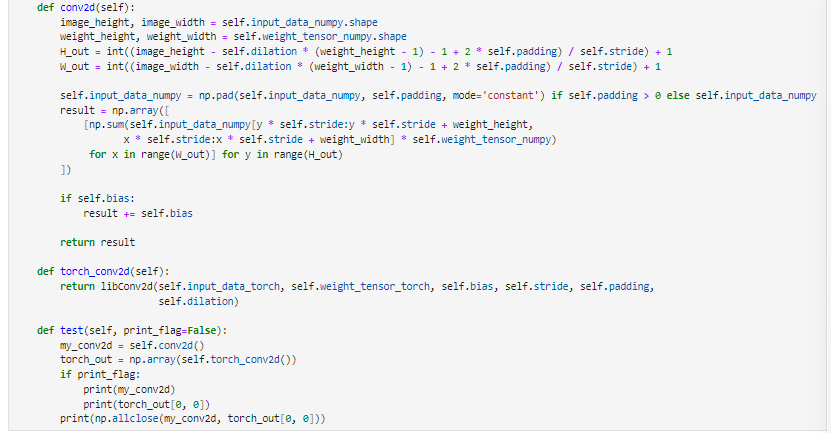 def conv2d(self):
    image_height, image_width = self.input_data_numpy.shape
    weight_height, weight_width = self.weight_tensor_numpy.shape
    H_out = int((image_height - self.dilation * (weight_height - 1) - 1 + 2 * self.padding) / self.stride) + 1
    W_out = int((image_width - self.dilation * (weight_width - 1) - 1 + 2 * self.padding) / self.stride) + 1

    self.input_data_numpy = np.pad(self.input_data_numpy, self.padding, mode='constant') if self.padding > 0 else self.input_data_numpy
    result = np.array([
        [np.sum(self.input_data_numpy[y * self.stride:y * self.stride + weight_height,
               x * self.stride:x * self.stride + weight_width] * self.weight_tensor_numpy)
         for x in range(W_out)] for y in range(H_out)
    ])

    if self.bias:
        result += self.bias

    return result

def torch_conv2d(self):
    return libConv2d(self.input_data_torch, self.weight_tensor_torch, self.bias, self.stride, self.padding,
                     self.dilation)

def test(self, print_flag=False):
    my_conv2d = self.conv2d()
    torch_out = np.array(self.torch_conv2d())
    if print_flag:
        print(my_conv2d)
        print(torch_out[0, 0])
    print(np.allclose(my_conv2d, torch_out[0, 0]))